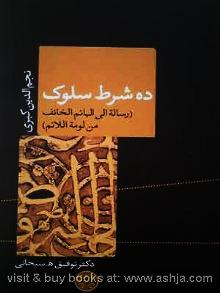 ده شرط سلوک
(رسالة الی الهائم الخائف
من لومة اللائم)
نجم‌الدین کبری
دکتر توفیق ه‍. سبحانی
visit & buy books at: www.ashja.com